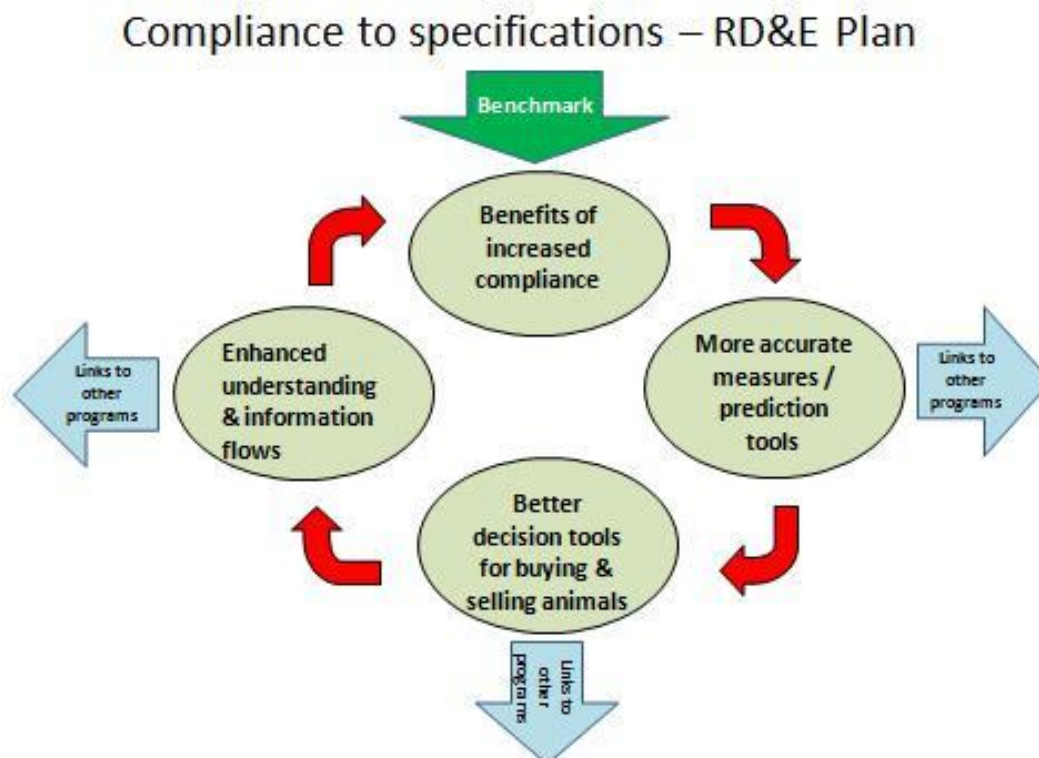 Compliance to specifications – RD&E Plan
Benchmark
Benefits of
increased
compliance
More accurate
measures /
prediction
tools
Links to
other
programs
Better
decision tools
for buying &
selling animals
Links to
other
programs
Enhanced
understanding
& information
flows
Links to
other
programs